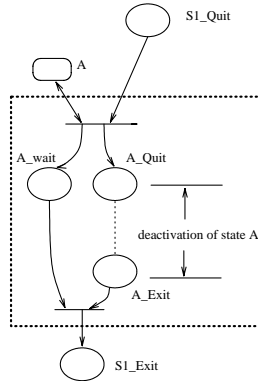 S1_Quit
A
A_wait
A_Quit
deactivation of state A
A_Exit
S1_Exit